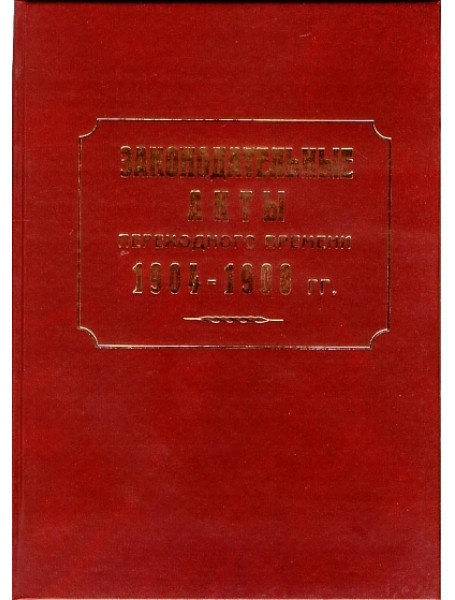 ЗАКОНОДАТЕЛЬНЫЕ
АКТЫ
ПЕРЕХОДНОГО ВРЕМЕНИ
1904-1908 гг.